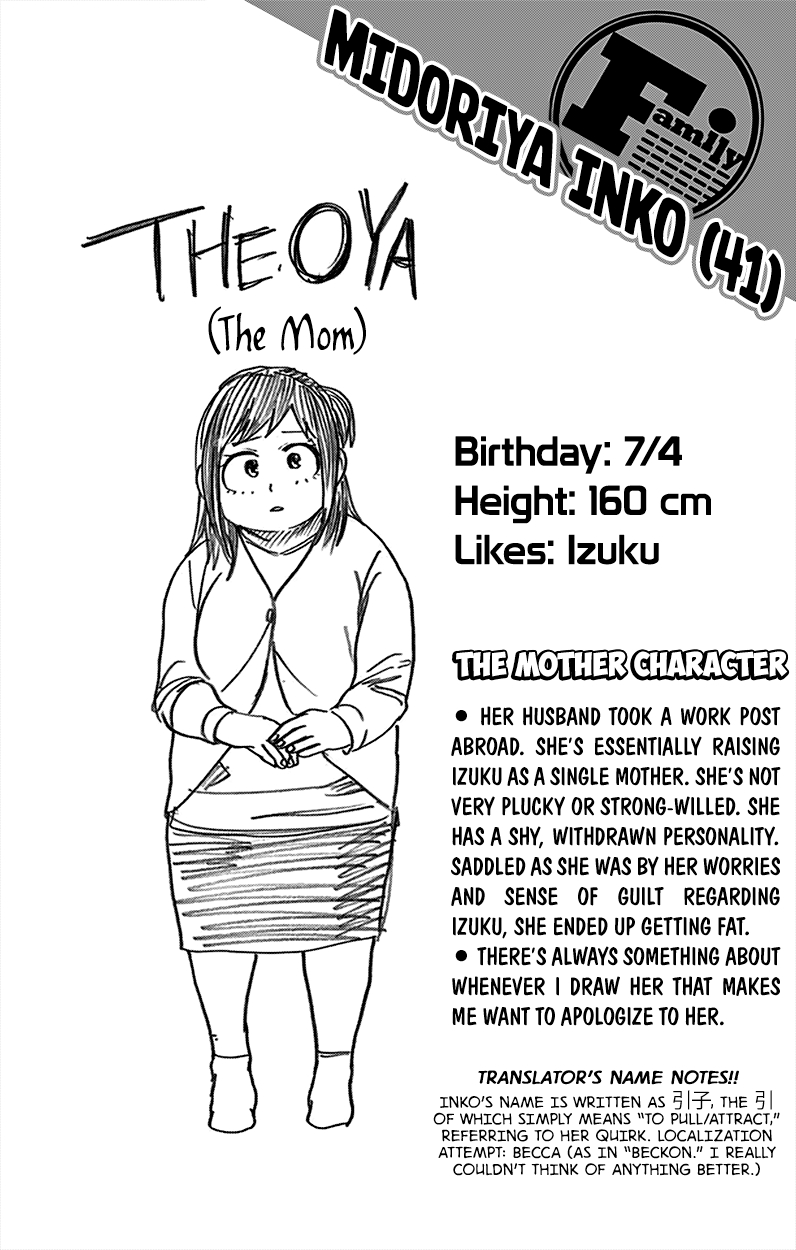 Family
MIDORIYA INKO (41)
THE・OYA
(The Mom)
Birthday: 7/4
Height: 160 cm
Likes: Izuku
THE MOTHER CHARACTER
• HER HUSBAND TOOK A WORK POST
ABROAD. SHE'S ESSENTIALLY RAISING
IZUKU AS A SINGLE MOTHER. SHE'S NOT
VERY PLUCKY OR STRONG-WILLED. SHE
HAS A SHY, WITHDRAWN PERSONALITY.
SADDLED AS SHE WAS BY HER WORRIES
AND SENSE OF GUILT REGARDING
IZUKU, SHE ENDED UP GETTING FAT.
• THERE'S ALWAYS SOMETHING ABOUT
WHENEVER I DRAW HER THAT MAKES
ME WANT TO APOLOGIZE TO HER.
TRANSLATOR'S NAME NOTES!!
INKO'S NAME IS WRITTEN AS 引子, THE 引
OF WHICH SIMPLY MEANS "TO PULL/ATTRACT,"
REFERRING TO HER QUIRK. LOCALIZATION
ATTEMPT: BECCA (AS IN "BECKON." I REALLY
COULDN'T THINK OF ANYTHING BETTER.)